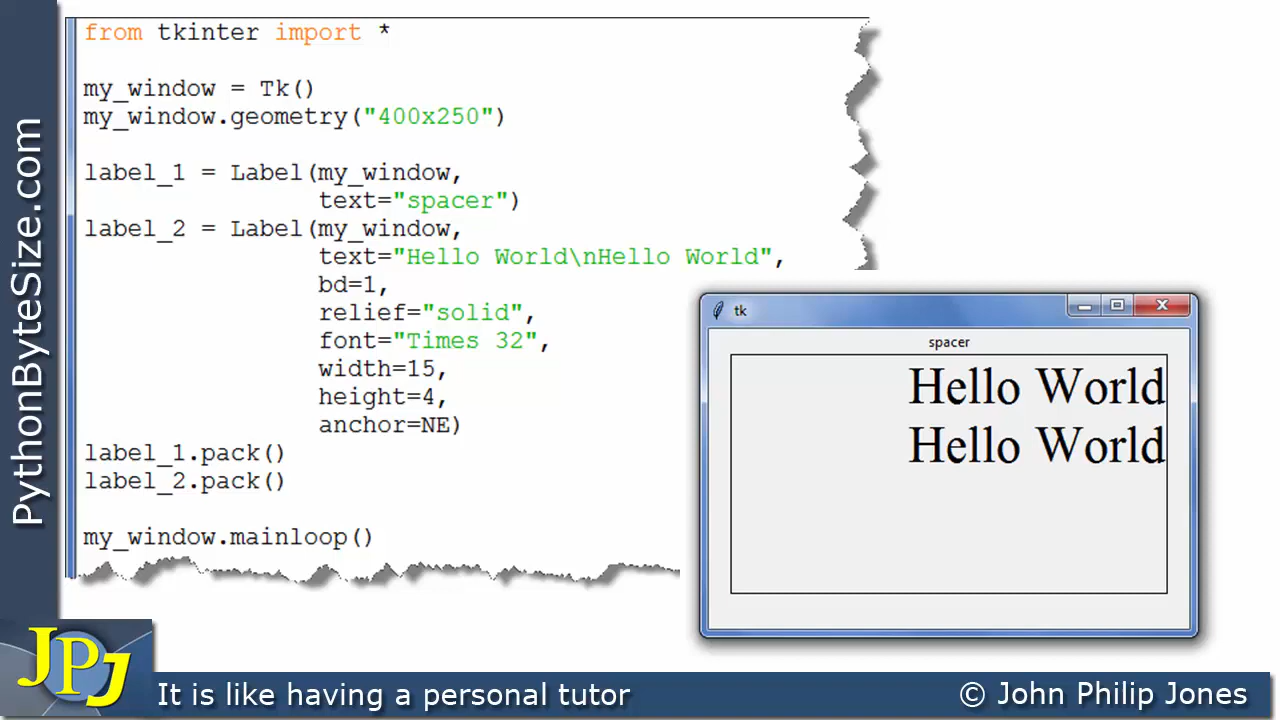 PythonByteSize.com
from tkinter import *
my_window = Tk()
my_window.geometry("400x250")
label_1 = Label(my_window,
text="spacer")
label_2 = Label(my_window,
text="Hello World\nHello World",
bd=1,
relief="solid",
font="Times 32",
width=15,
height=4,
anchor=NE)
label_1.pack()
label_2.pack()
my_window.mainloop()
tk
spacer
Hello World
Hello World
JPJ
It is like having a personal tutor
© John Philip Jones